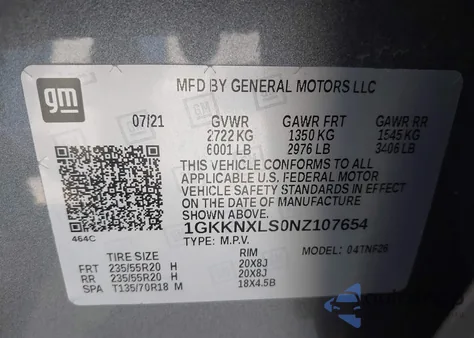 gm
MFD BY GENERAL MOTORS LLC
07/21 GVWR GAWR FRT GAWR RR
2722 KG 1350 KG 1545 KG
6001 LB 2976 LB 3406 LB
THIS VEHICLE CONFORMS TO ALL
APPLICABLE U.S. FEDERAL MOTOR
VEHICLE SAFETY STANDARDS IN EFFECT
ON THE DATE OF MANUFACTURE
SHOWN ABOVE.
1GKKNXLS0NZ107654
464C TYPE: M.P.V. MODEL: 04TNF26
TIRE SIZE RIM
FRT 235/55R20 H 20X8J
RR 235/55R20 H 20X8J
SPA T135/70R18 M 18X4.5B